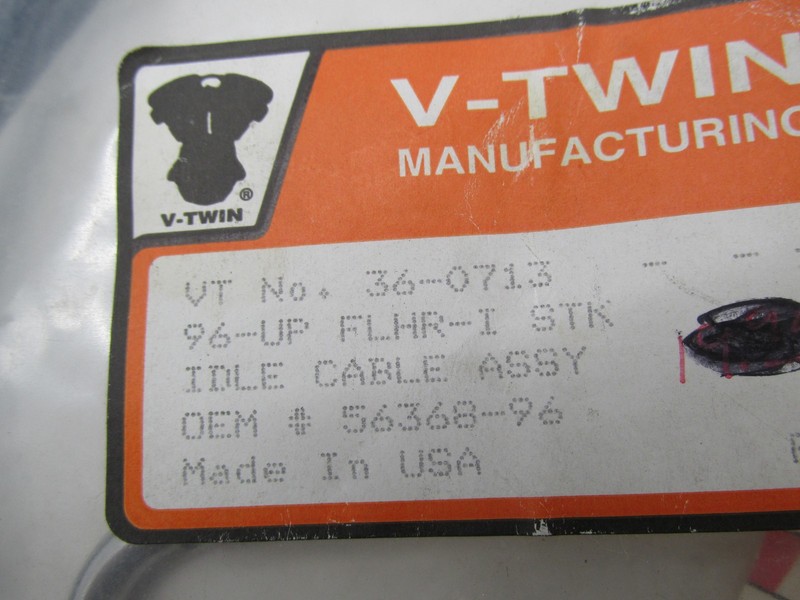 V-TWIN
MANUFACTURING
® 
V-TWIN
VT No. 36-0713 - -
96-UP FLHR-I STK
IDLE CABLE ASSY
OEM # 56368-96
Made In USA